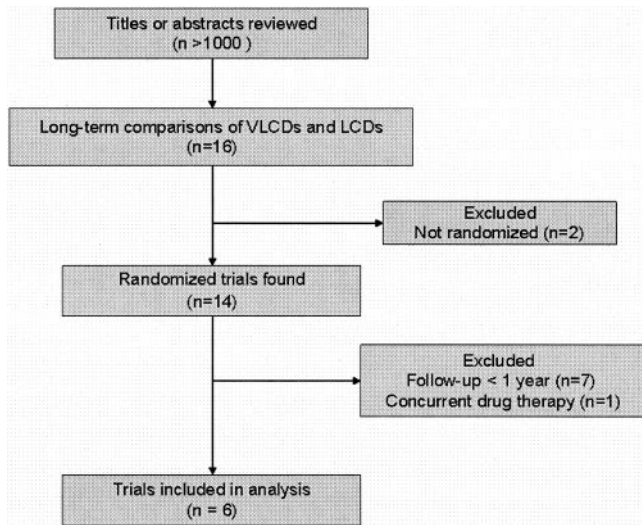 Titles or abstracts reviewed
(n >1000 )
Long-term comparisons of VLCDs and LCDs
(n=16)
Excluded
Not randomized (n=2)
Randomized trials found
(n=14)
Excluded
Follow-up < 1 year (n=7)
Concurrent drug therapy (n=1)
Trials included in analysis
(n = 6)